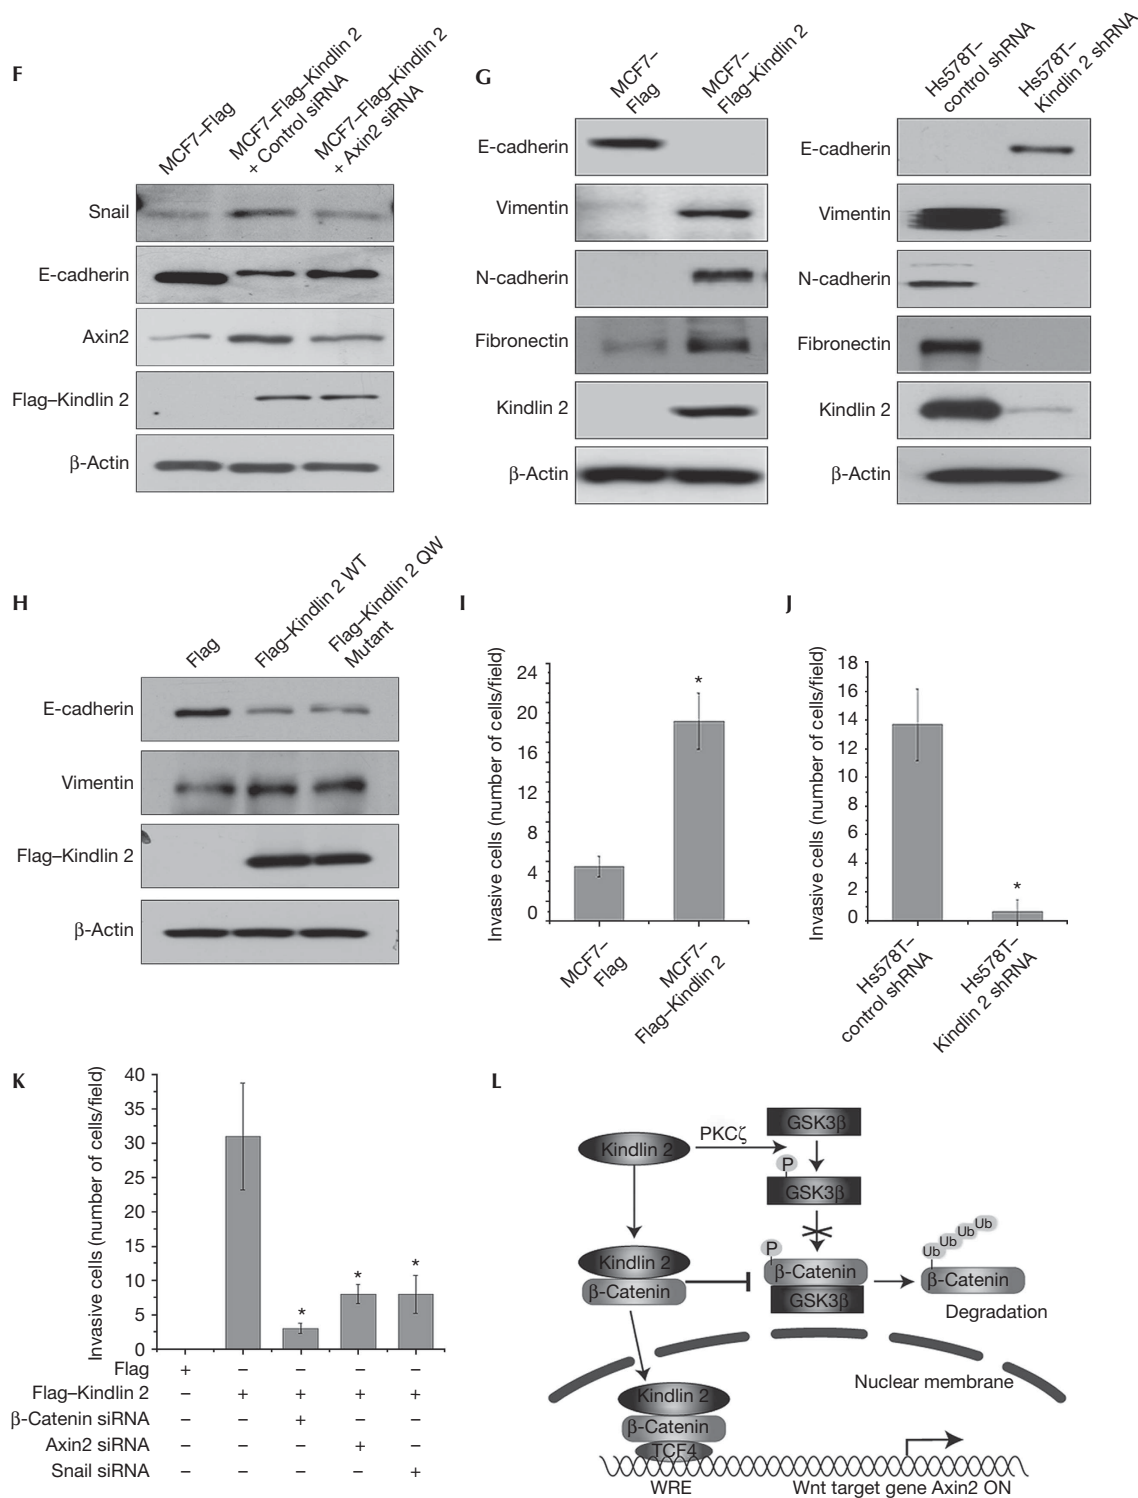 F
MCF7–Flag
MCF7–Flag–Kindlin 2
+ Control siRNA
MCF7–Flag–Kindlin 2
+ Axin2 siRNA
Snail
E-cadherin
Axin2
Flag–Kindlin 2
β-Actin
G
MCF7–
Flag
MCF7–
Flag–Kindlin 2
E-cadherin
Vimentin
N-cadherin
Fibronectin
Kindlin 2
β-Actin
Hs578T–
control shRNA
Hs578T–
Kindlin 2 shRNA
E-cadherin
Vimentin
N-cadherin
Fibronectin
Kindlin 2
β-Actin
H
Flag
Flag–Kindlin 2 WT
Flag–Kindlin 2 QW
Mutant
E-cadherin
Vimentin
Flag–Kindlin 2
β-Actin
I
Invasive cells (number of cells/field)
24
20
16
12
8
4
0
*
MCF7–
Flag
MCF7–
Flag–Kindlin 2
J
Invasive cells (number of cells/field)
18
16
14
12
10
8
6
4
2
0
*
Hs578T–
control shRNA
Hs578T–
Kindlin 2 shRNA
K
Invasive cells (number of cells/field)
40
35
30
25
20
15
10
5
0
* * *
Flag + – – – –
Flag–Kindlin 2 – + + + +
β-Catenin siRNA – – + – –
Axin2 siRNA – – – + –
Snail siRNA – – – – +
L
GSK3β
Kindlin 2
PKCζ
P
GSK3β
Kindlin 2
β-Catenin
P
β-Catenin
GSK3β
Ub Ub Ub Ub
β-Catenin
Degradation
Nuclear membrane
Kindlin 2
β-Catenin
TCF4
WRE
Wnt target gene Axin2 ON